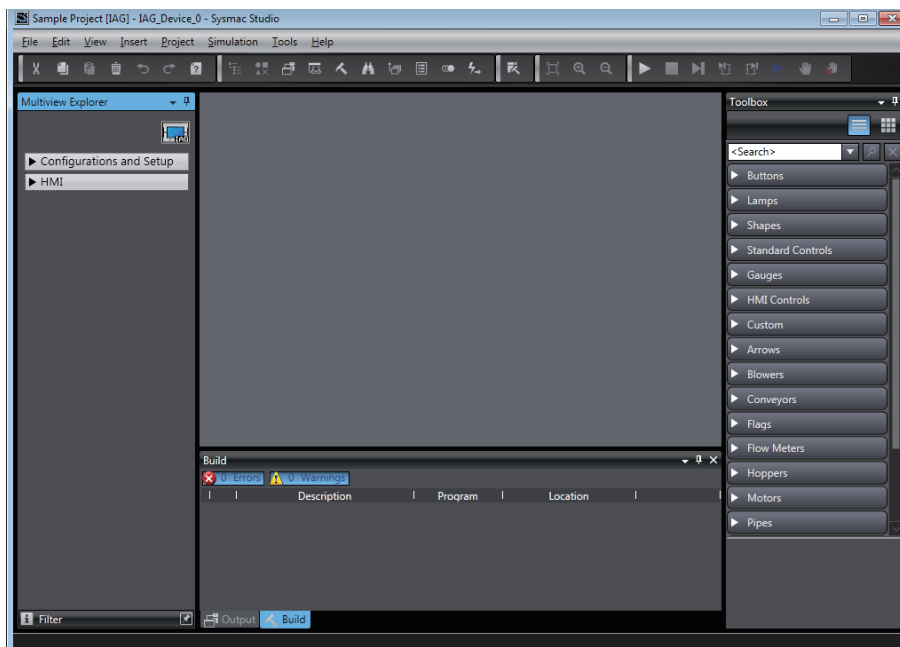 Sample Project [IAG] - IAG_Device_0 - Sysmac Studio
File Edit View Insert Project Simulation Tools Help
Multiview Explorer
IAG
Configurations and Setup
HMI
Toolbox
<Search>
Buttons
Lamps
Shapes
Standard Controls
Gauges
HMI Controls
Custom
Arrows
Blowers
Conveyors
Flags
Flow Meters
Hoppers
Motors
Pipes
Build
0 Errors 0 Warnings
Description Program Location
Filter
Output Build